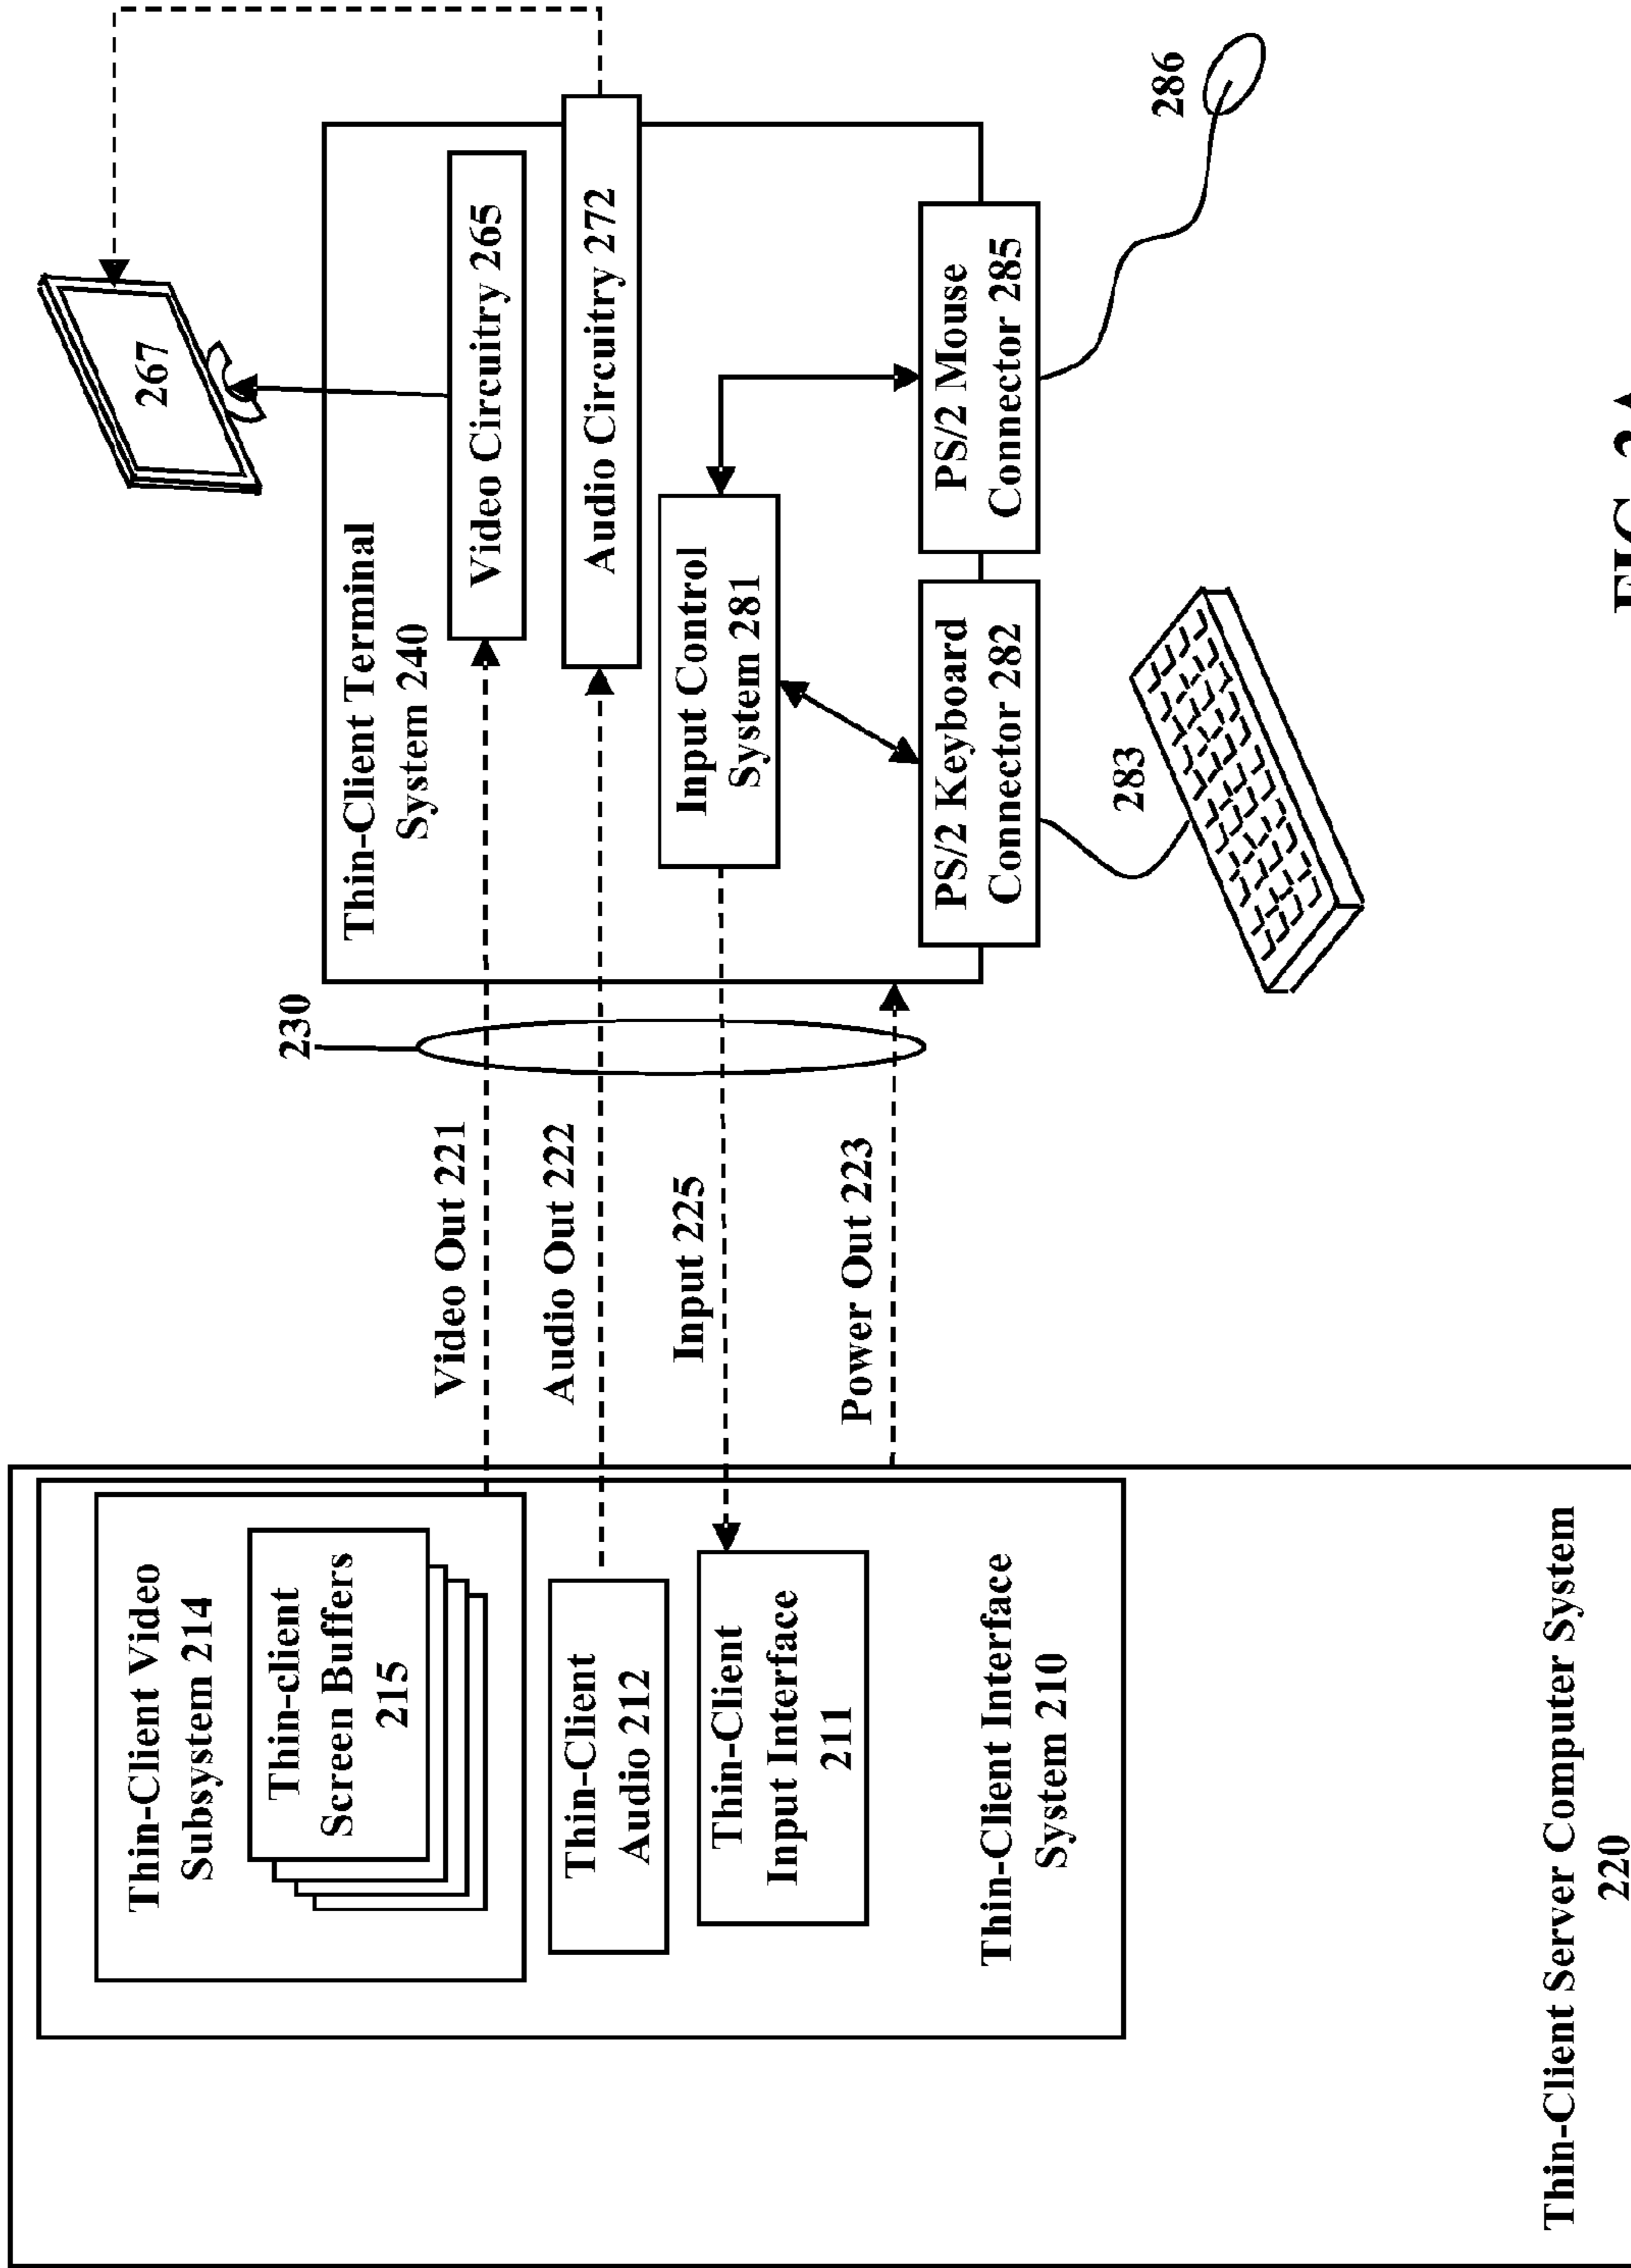 Thin-Client Video
Subsystem 214
Thin-client
Screen Buffers
215
Thin-Client
Audio 212
Thin-Client
Input Interface
211
Thin-Client Interface
System 210
Thin-Client Server Computer System
220
Video Out 221
Audio Out 222
Input 225
Power Out 223
230
Thin-Client Terminal
System 240
Video Circuitry 265
Audio Circuitry 272
Input Control
System 281
PS/2 Keyboard
Connector 282
PS/2 Mouse
Connector 285
267
283
286